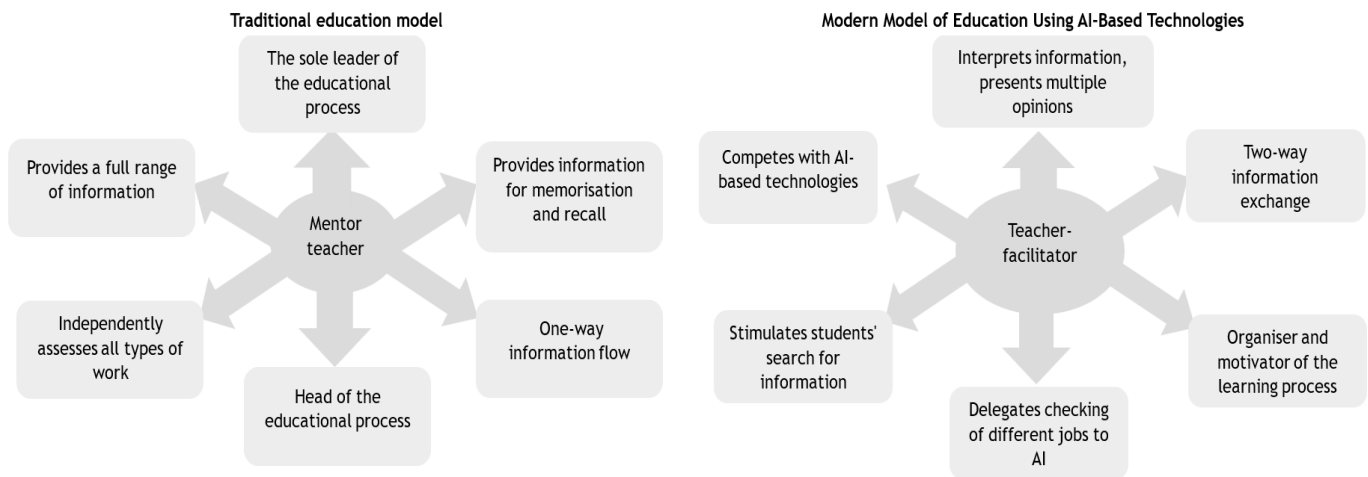 Traditional education model
The sole leader of
the educational
process
Provides a full range
of information
Provides information
for memorisation
and recall
Mentor
teacher
Independently
assesses all types of
work
One-way
information flow
Head of the
educational process
Modern Model of Education Using AI-Based Technologies
Interprets information,
presents multiple
opinions
Competes with AI-
based technologies
Two-way
information
exchange
Teacher-
facilitator
Stimulates students'
search for
information
Organiser and
motivator of the
learning process
Delegates checking
of different jobs to
AI